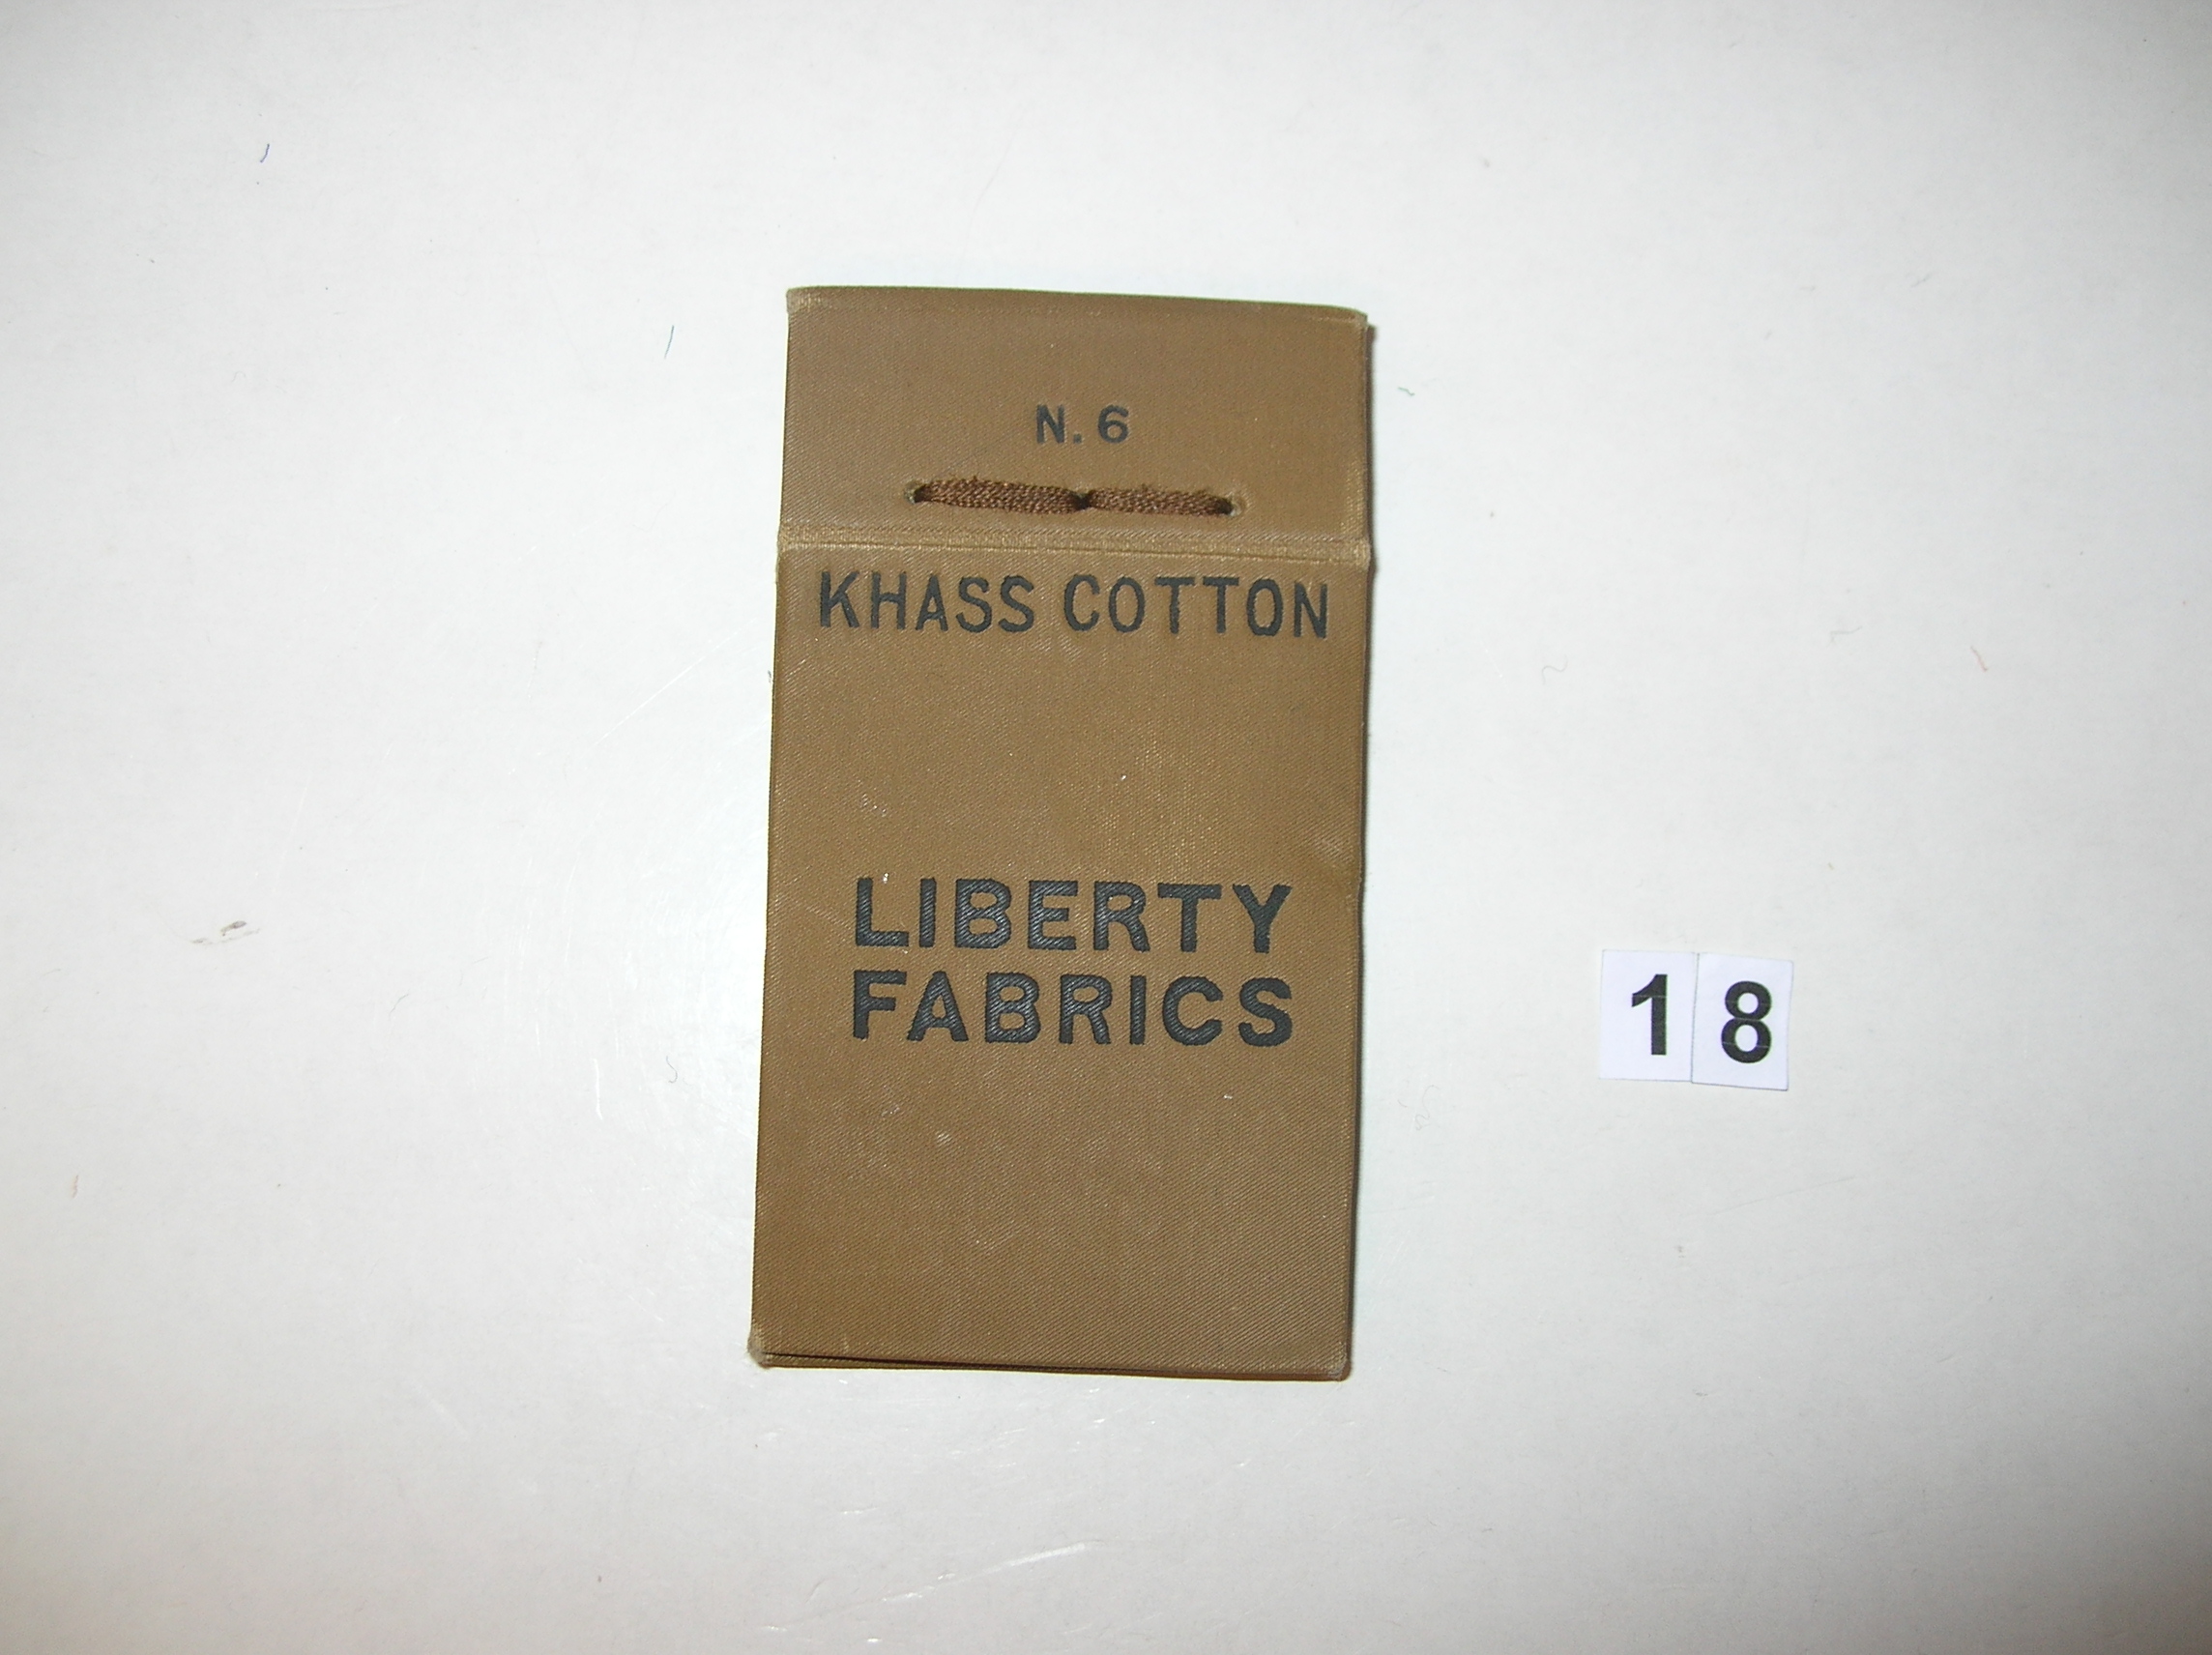 N. 6
KHASS COTTON
LIBERTY
FABRICS
18